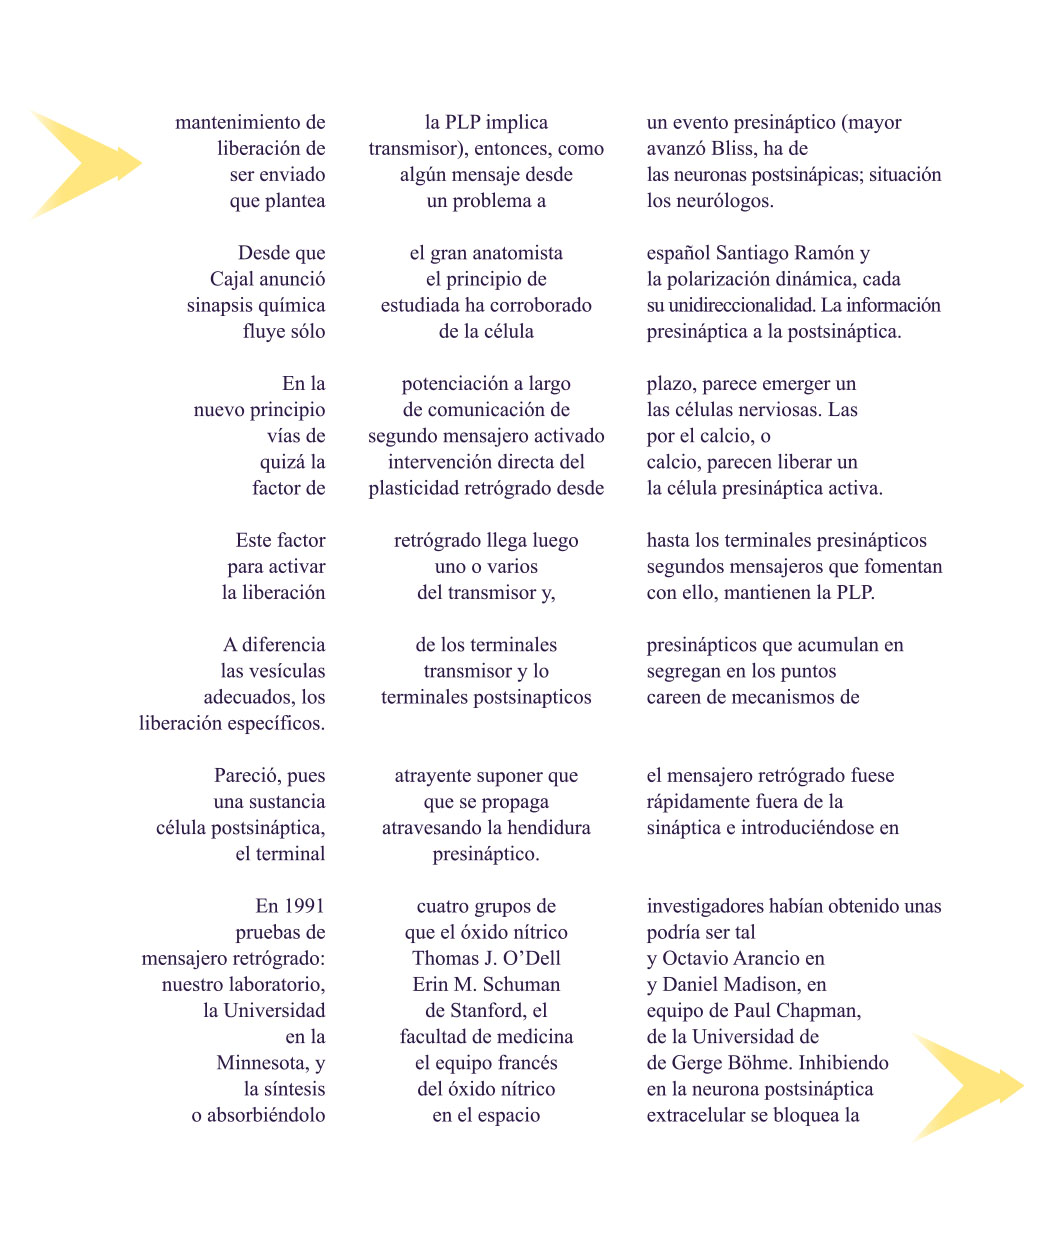 mantenimiento de la PLP implica un evento presináptico (mayor
liberación de transmisor), entonces, como avanzó Bliss, ha de
ser enviado algún mensaje desde las neuronas postsinápicas; situación
que plantea un problema a los neurólogos.
Desde que el gran anatomista español Santiago Ramón y
Cajal anunció el principio de la polarización dinámica, cada
sinapsis química estudiada ha corroborado su unidireccionalidad. La información
fluye sólo de la célula presináptica a la postsináptica.
En la potenciación a largo plazo, parece emerger un
nuevo principio de comunicación de las células nerviosas. Las
vías de segundo mensajero activado por el calcio, o
quizá la intervención directa del calcio, parecen liberar un
factor de plasticidad retrógrado desde la célula presináptica activa.
Este factor retrógrado llega luego hasta los terminales presinápticos
para activar uno o varios segundos mensajeros que fomentan
la liberación del transmisor y, con ello, mantienen la PLP.
A diferencia de los terminales presinápticos que acumulan en
las vesículas transmisor y lo segregan en los puntos
adecuados, los terminales postsinapticos careen de mecanismos de
liberación específicos.
Pareció, pues atrayente suponer que el mensajero retrógrado fuese
una sustancia que se propaga rápidamente fuera de la
célula postsináptica, atravesando la hendidura sináptica e introduciéndose en
el terminal presináptico.
En 1991 cuatro grupos de investigadores habían obtenido unas
pruebas de que el óxido nítrico podría ser tal
mensajero retrógrado: Thomas J. O’Dell y Octavio Arancio en
nuestro laboratorio, Erin M. Schuman y Daniel Madison, en
la Universidad de Stanford, el equipo de Paul Chapman,
en la facultad de medicina de la Universidad de
Minnesota, y el equipo francés de Gerge Böhme. Inhibiendo
la síntesis del óxido nítrico en la neurona postsináptica
o absorbiéndolo en el espacio extracelular se bloquea la